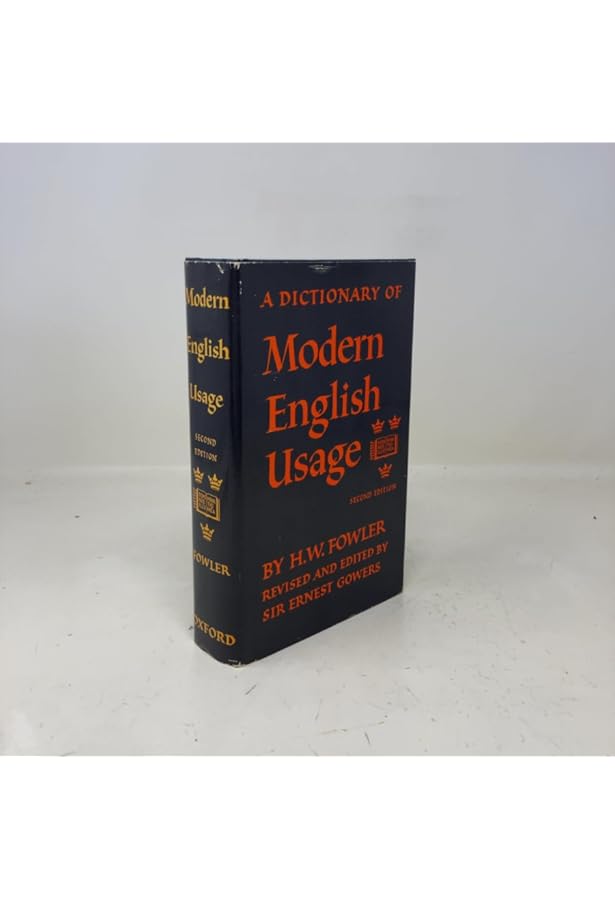 Modern
English
Usage
SECOND
EDITION
FOWLER
OXFORD
A DICTIONARY OF
Modern
English
Usage
SECOND EDITION
BY H.W. FOWLER
REVISED AND EDITED BY
SIR ERNEST GOWERS